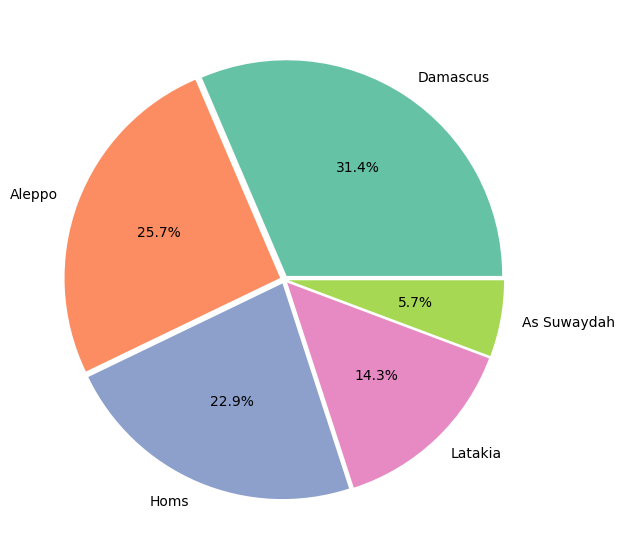 Damascus
31.4%
Aleppo
25.7%
5.7%
As Suwaydah
14.3%
22.9%
Latakia
Homs